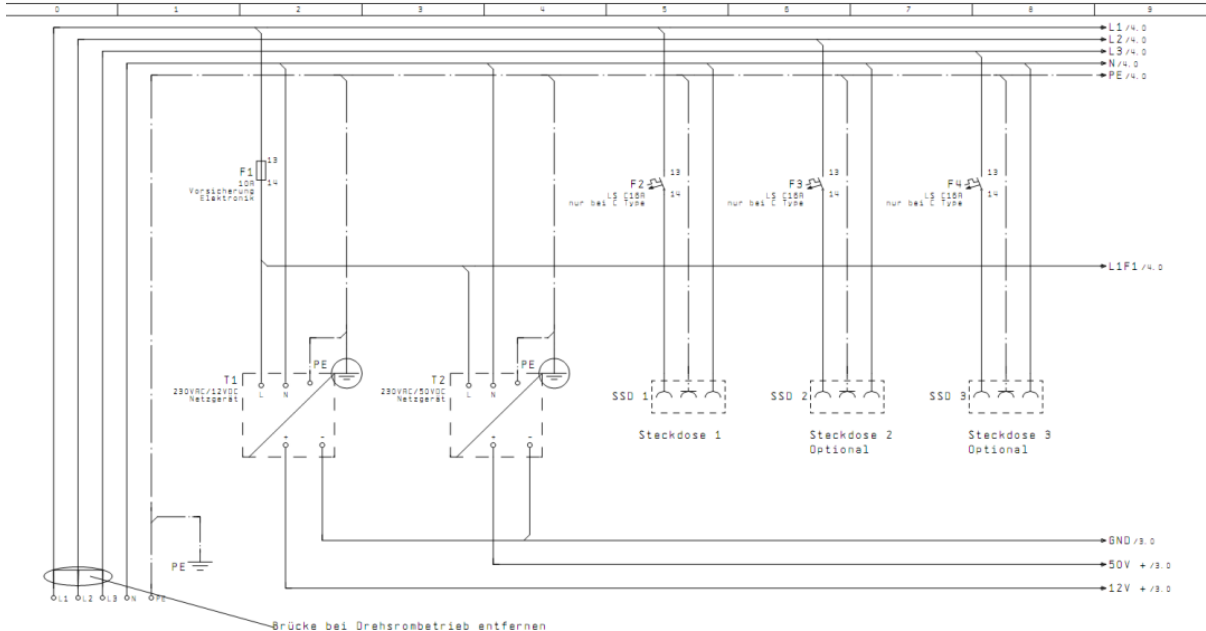 0 1 2 3 4 5 6 7 8 9
L1 /4.0
L2 /4.0
L3 /4.0
N /4.0
PE /4.0
F1
13
14
10A
Vorsicherung
Elektronik
F2
13
14
LS C16A
nur bei C Type
F3
13
14
LS C16A
nur bei C Type
F4
13
14
LS C16A
nur bei C Type
L1F1 /4.0
T1
230VAC/12VDC
Netzgerät
L
N
PE
+
-
T2
230VAC/50VDC
Netzgerät
L
N
PE
+
-
SSD 1
Steckdose 1
SSD 2
Steckdose 2
Optional
SSD 3
Steckdose 3
Optional
GND /3.0
50V + /3.0
12V + /3.0
PE
L1 L2 L3 N PE
Brücke bei Drehsrombetrieb entfernen